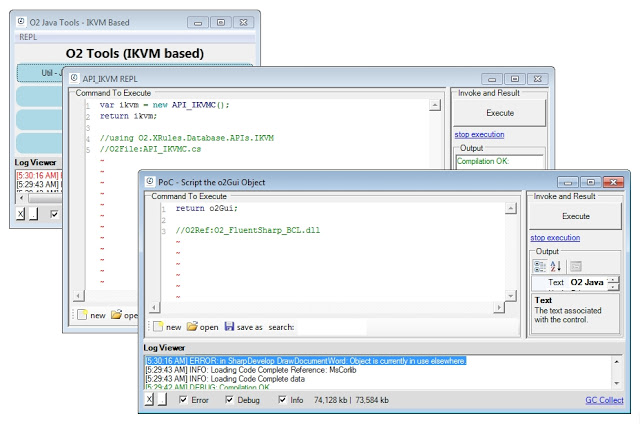 O2 Java Tools - IKVM Based
REPL
O2 Tools (IKVM based)
Util - J
Log Viewer
[5:30:16 AM]
[5:29:43 AM]
[5:29:43 AM]
X
API_IKVM REPL
Command To Execute
1 var ikvm = new API_IKVMC();
2 return ikvm;
3
4 //using O2.XRules.Database.APIs.IKVM
5 //O2File:API_IKVMC.cs
new
Invoke and Result
Execute
stop execution
Output
Compilation OK:
PoC - Script the o2Gui Object
Command To Execute
1 return o2Gui;
2
3 //O2Ref:O2_FluentSharp_BCL.dll
new open save as search:
Invoke and Result
Execute
stop execution
Output
Text O2 Java
Text
The text associated
with the control.
Log Viewer
[5:30:16 AM] ERROR: in SharpDevelop DrawDocumentWord: Object is currently in use elsewhere.
[5:29:43 AM] INFO: Loading Code Complete Reference: MsCorlib
[5:29:43 AM] INFO: Loading Code Complete data
[5:29:42 AM] DEBUG: Compilation OK
X Error Debug Info 74,128 kb | 73,584 kb GC Collect